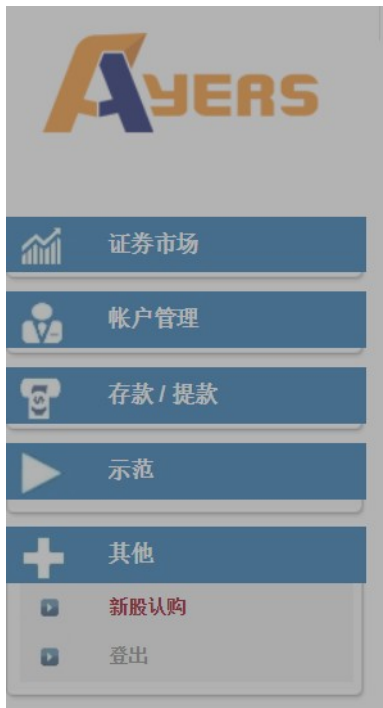 AYERS
证券市场
帐户管理
存款 / 提款
示范
其他
新股认购
登出